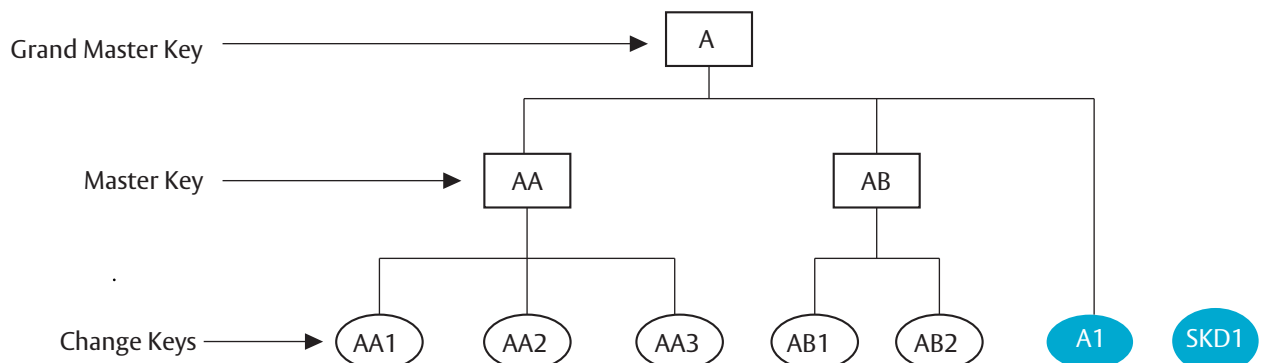 Grand Master Key
A
Master Key
AA
AB
.
Change Keys
AA1
AA2
AA3
AB1
AB2
A1
SKD1